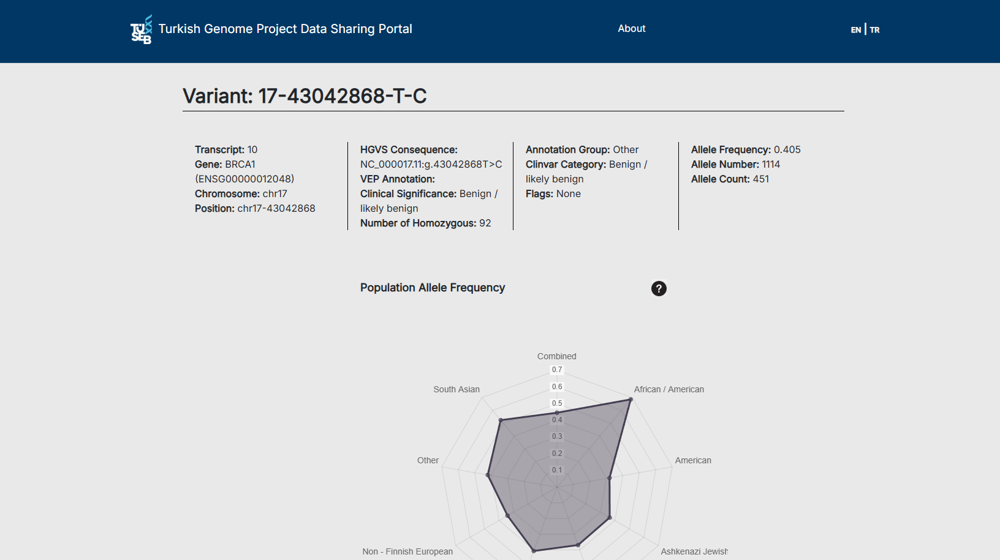 TÜSEB
Turkish Genome Project Data Sharing Portal
About
EN | TR
Variant: 17-43042868-T-C
Transcript: 10
Gene: BRCA1
(ENSG00000012048)
Chromosome: chr17
Position: chr17-43042868
HGVS Consequence:
NC_000017.11:g.43042868T>C
VEP Annotation:
Clinical Significance: Benign /
likely benign
Number of Homozygous: 92
Annotation Group: Other
Clinvar Category: Benign /
likely benign
Flags: None
Allele Frequency: 0.405
Allele Number: 1114
Allele Count: 451
Population Allele Frequency
?
Combined
0.7
South Asian
African / American
0.6
0.5
0.4
0.3
0.2
Other
American
0.1
Non - Finnish European
Ashkenazi Jewish